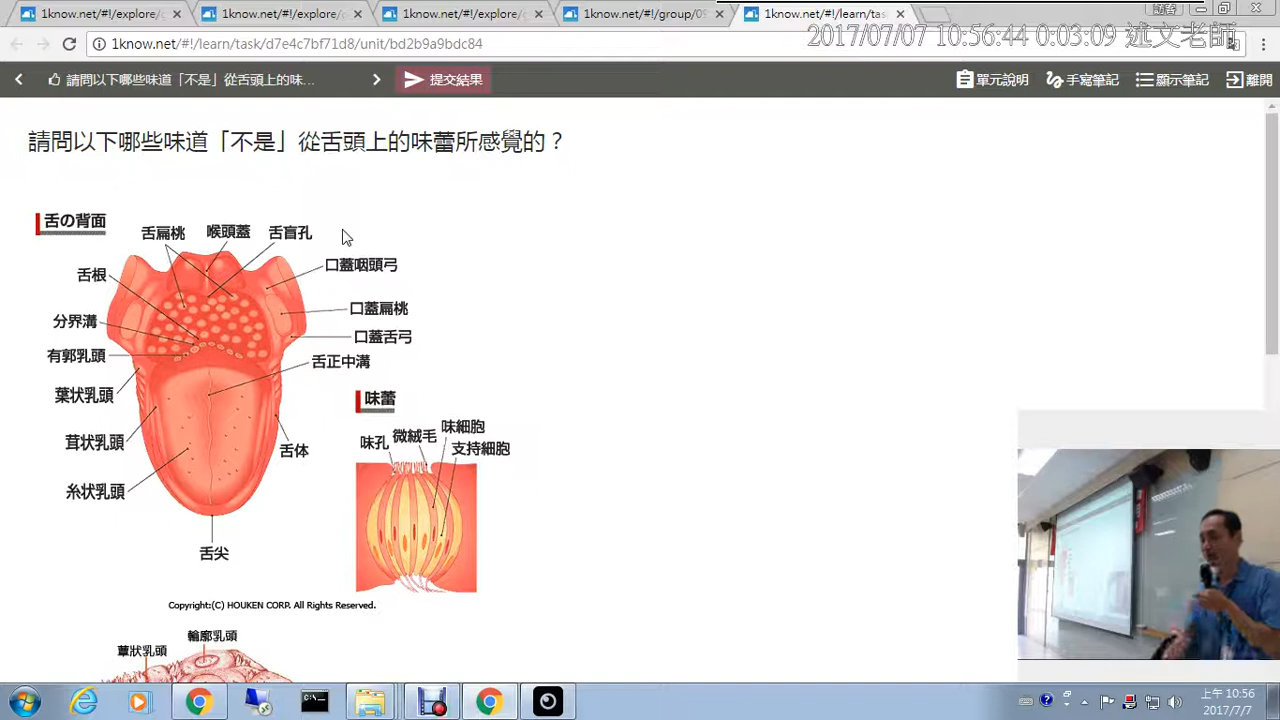 1know.net/#!/explore/
1know.net/#!/explore/
1know.net/#!/explore/
1know.net/#!/group/05
1know.net/#!/learn/tas
1know.net/#!/learn/task/d7e4c7bf71d8/unit/bd2b9a9bdc84
2017/07/07 10:56:44 0:03:09 述文老師
請問以下哪些味道「不是」從舌頭上的味...
提交結果
單元說明
手寫筆記
顯示筆記
離開
請問以下哪些味道「不是」從舌頭上的味蕾所感覺的？
舌の背面
舌扁桃
喉頭蓋
舌盲孔
舌根
口蓋咽頭弓
分界溝
口蓋扁桃
口蓋舌弓
有郭乳頭
舌正中溝
葉状乳頭
茸状乳頭
舌体
糸状乳頭
舌尖
味蕾
味孔
微絨毛
味細胞
支持細胞
Copyright:(C) HOUKEN CORP. All Rights Reserved.
輪廓乳頭
蕈狀乳頭
上午 10:56
2017/7/7